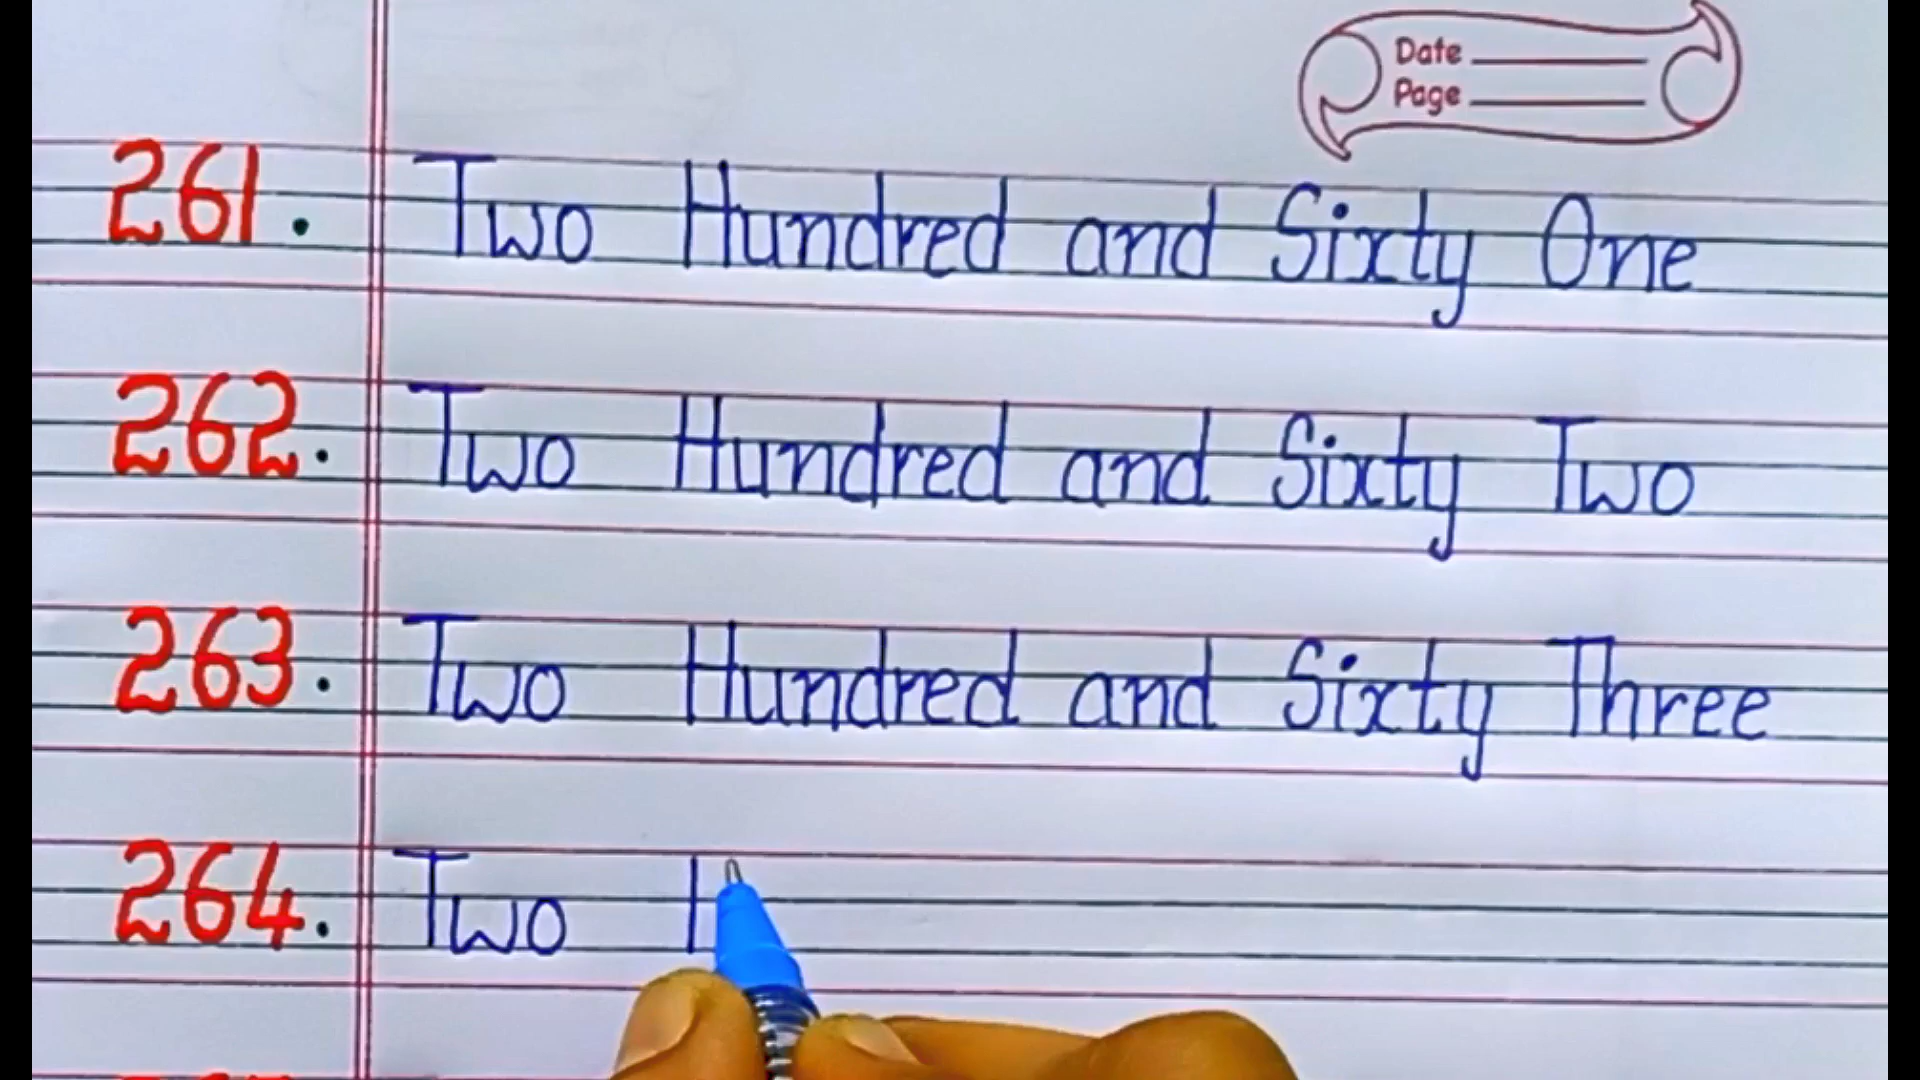 Date
Page
261. Two Hundred and Sixty One
262. Two Hundred and Sixty Two
263. Two Hundred and Sixty Three
264. Two